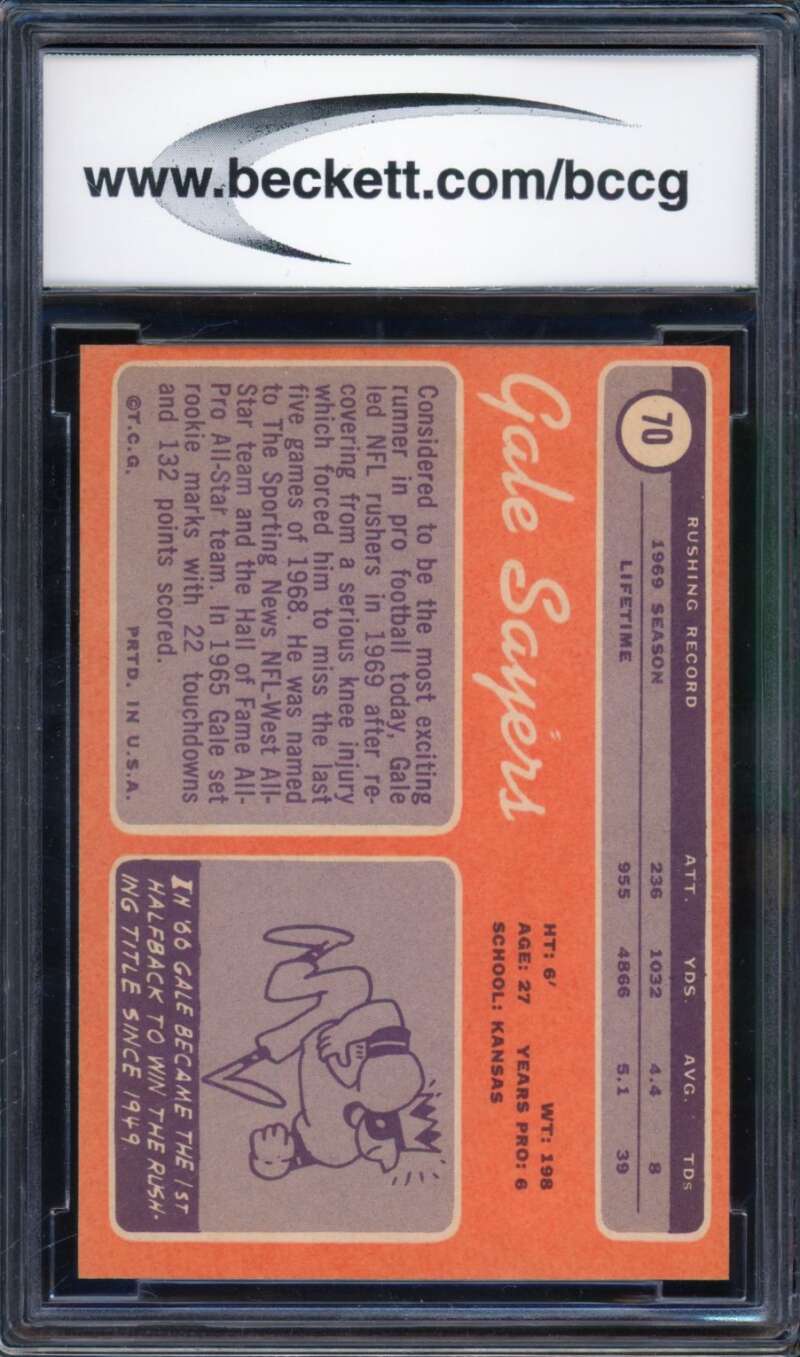 www.beckett.com/bccg
70
RUSHING RECORD ATT. YDS. AVG. TDs
1969 SEASON 236 1032 4.4 8
LIFETIME 955 4866 5.1 39
Gale Sayers
HT: 6' WT: 198
AGE: 27 YEARS PRO: 6
SCHOOL: KANSAS
Considered to be the most exciting
runner in pro football today, Gale
led NFL rushers in 1969 after re-
covering from a serious knee injury
which forced him to miss the last
five games of 1968. He was named
to The Sporting News NFL-West All-
Star team and the Hall of Fame All-
Pro All-Star team. In 1965 Gale set
rookie marks with 22 touchdowns
and 132 points scored.
©T.C.G. PRTD. IN U.S.A.
IN '66 GALE BECAME THE 1ST
HALFBACK TO WIN THE RUSH-
ING TITLE SINCE 1949.